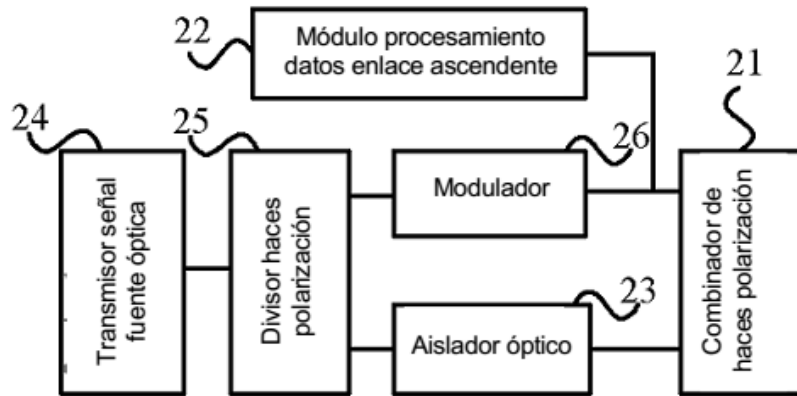 22
Módulo procesamiento
datos enlace ascendente
21
24
25
26
Transmisor señal
fuente óptica
Divisor haces
polarización
Modulador
Combinador de
haces polarización
23
Aislador óptico